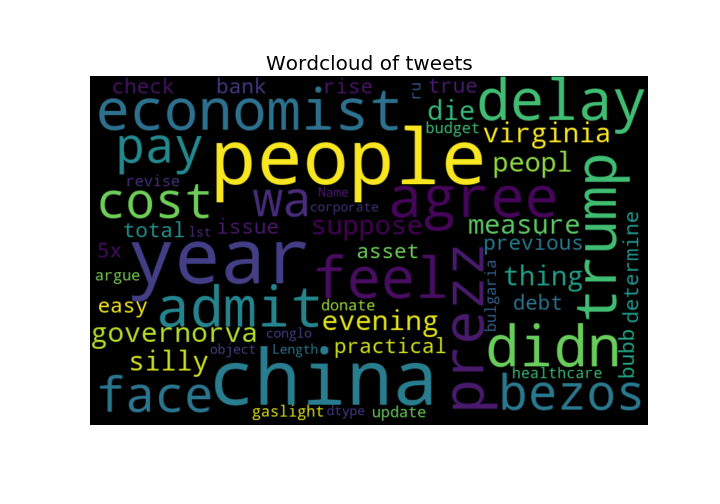 Wordcloud of tweets
check bank rise ru true
economist die delay
budget
pay people virginia
peopl
revise Name
cost wa agree trump
corporate
total 1st issue suppose measure
5x year asset previous determine
argue feel prezz bulgaria thing
easy admit donate debt
governorva evening
conglo practical didn bubb
silly object Length
healthcare
face china bezos
gaslight dtype update